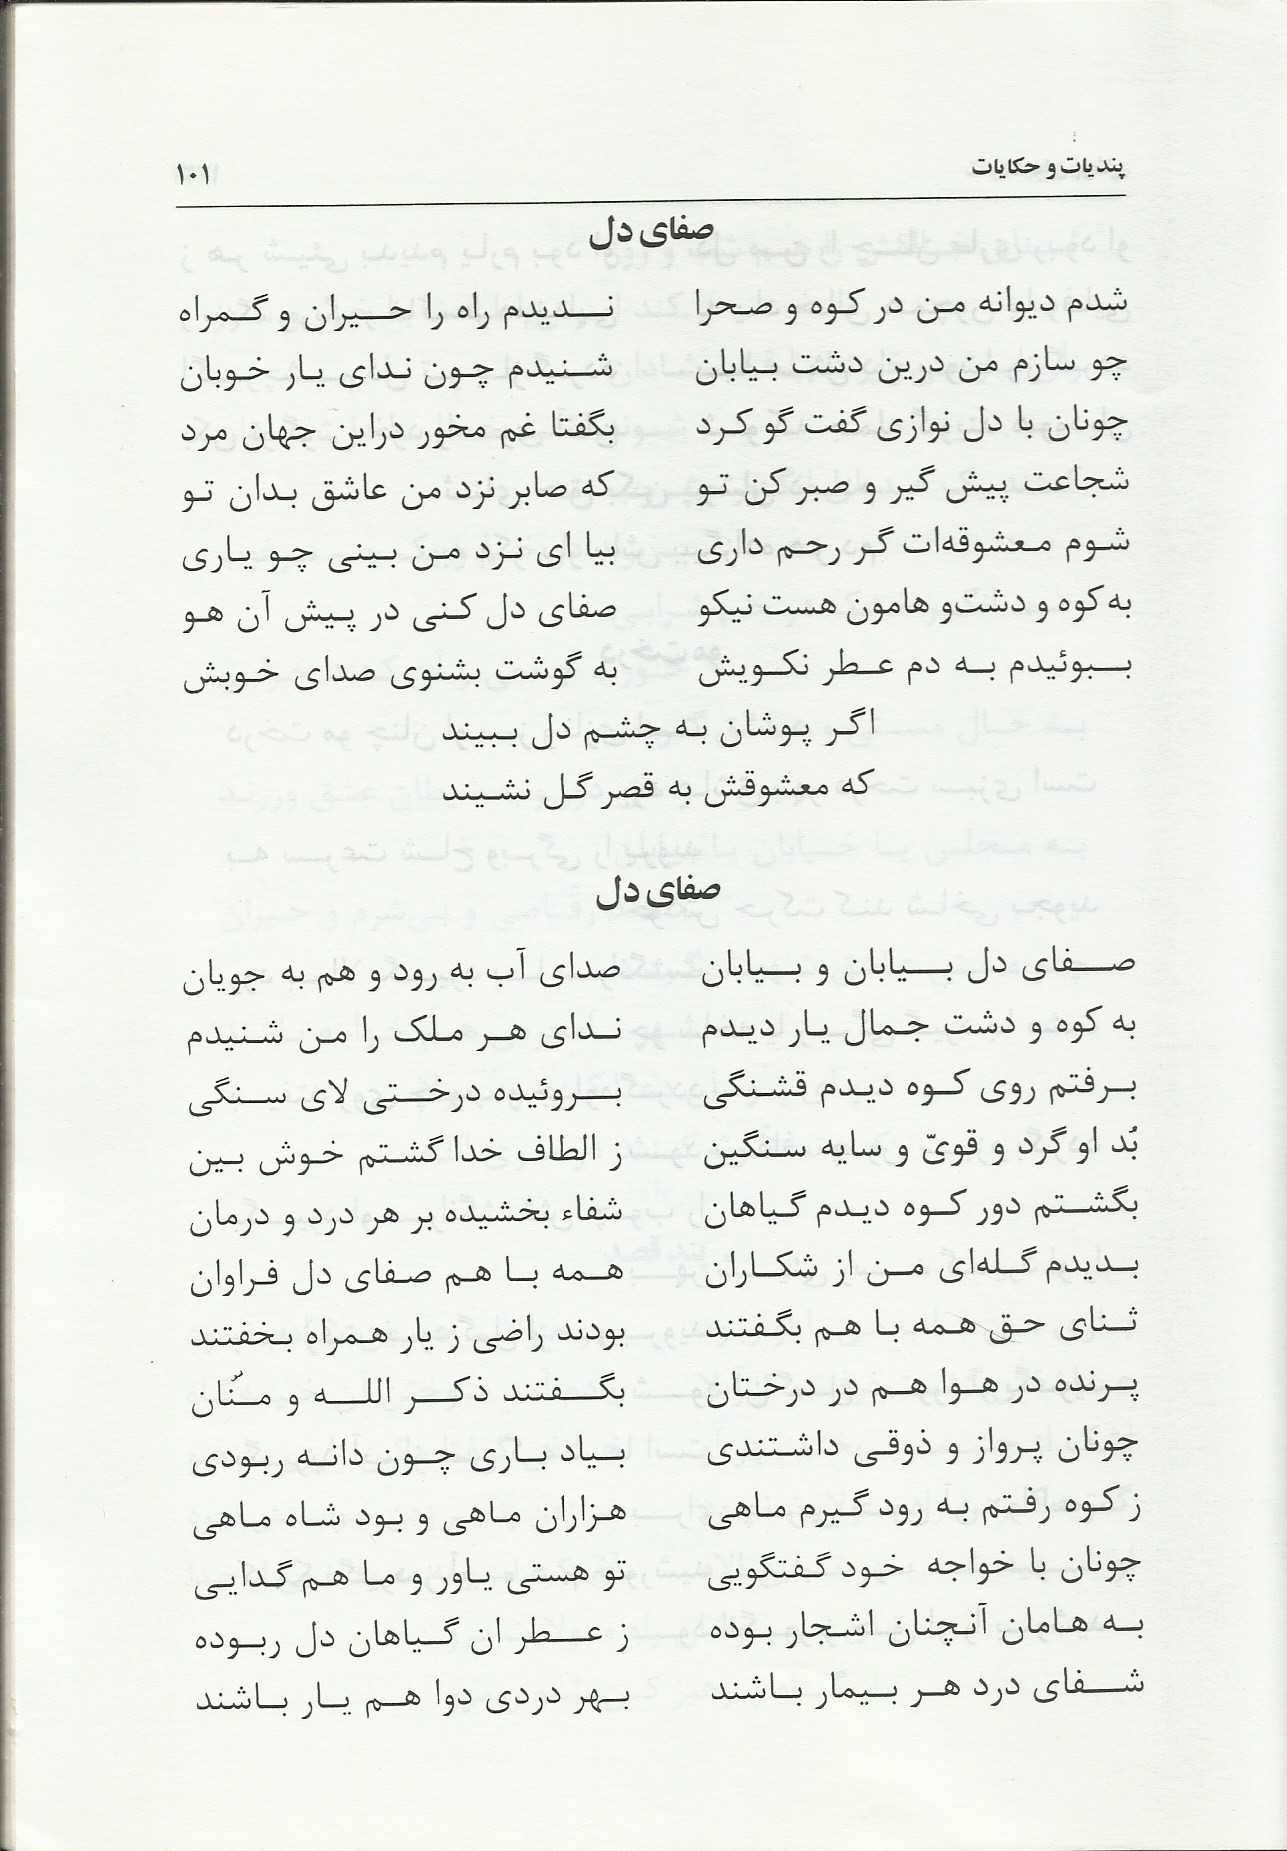 پندیات و حکایات ۱۰۱
صفای دل
شدم دیوانه من در کوه و صحرا ندیدم راه را حیران و گمراه
چو سازم من درین دشت بیابان شنیدم چون ندای یار خوبان
چونان با دل نوازی گفت گو کرد بگفتا غم مخور دراین جهان مرد
شجاعت پیش گیر و صبر کن تو که صابر نزد من عاشق بدان تو
شوم معشوقه‌ات گر رحم داری بیا ای نزد من بینی چو یاری
به کوه و دشت‌و هامون هست نیکو صفای دل کنی در پیش آن هو
ببوئیدم به دم عطر نکویش به گوشت بشنوی صدای خوبش
اگر پوشان به چشم دل ببیند
که معشوقش به قصر گل نشیند
صفای دل
صفای دل بیابان و بیابان صدای آب به رود و هم به جویان
به کوه و دشت جمال یار دیدم ندای هر ملک را من شنیدم
برفتم روی کوه دیدم قشنگی بروئیده درختی لای سنگی
بُد او گرد و قویّ و سایه سنگین ز الطاف خدا گشتم خوش بین
بگشتم دور کوه دیدم گیاهان شفاء بخشیده بر هر درد و درمان
بدیدم گله‌ای من از شکاران همه با هم صفای دل فراوان
ثنای حق همه با هم بگفتند بودند راضی ز یار همراه بخفتند
پرنده در هوا هم در درختان بگفتند ذکر الله و منّان
چونان پرواز و ذوقی داشتندی بیاد باری چون دانه ربودی
ز کوه رفتم به رود گیرم ماهی هزاران ماهی و بود شاه ماهی
چونان با خواجه خود گفتگویی تو هستی یاور و ما هم گدایی
به هامان آنچنان اشجار بوده ز عطر ان گیاهان دل ربوده
شفای درد هر بیمار باشند بهر دردی دوا هم یار باشند